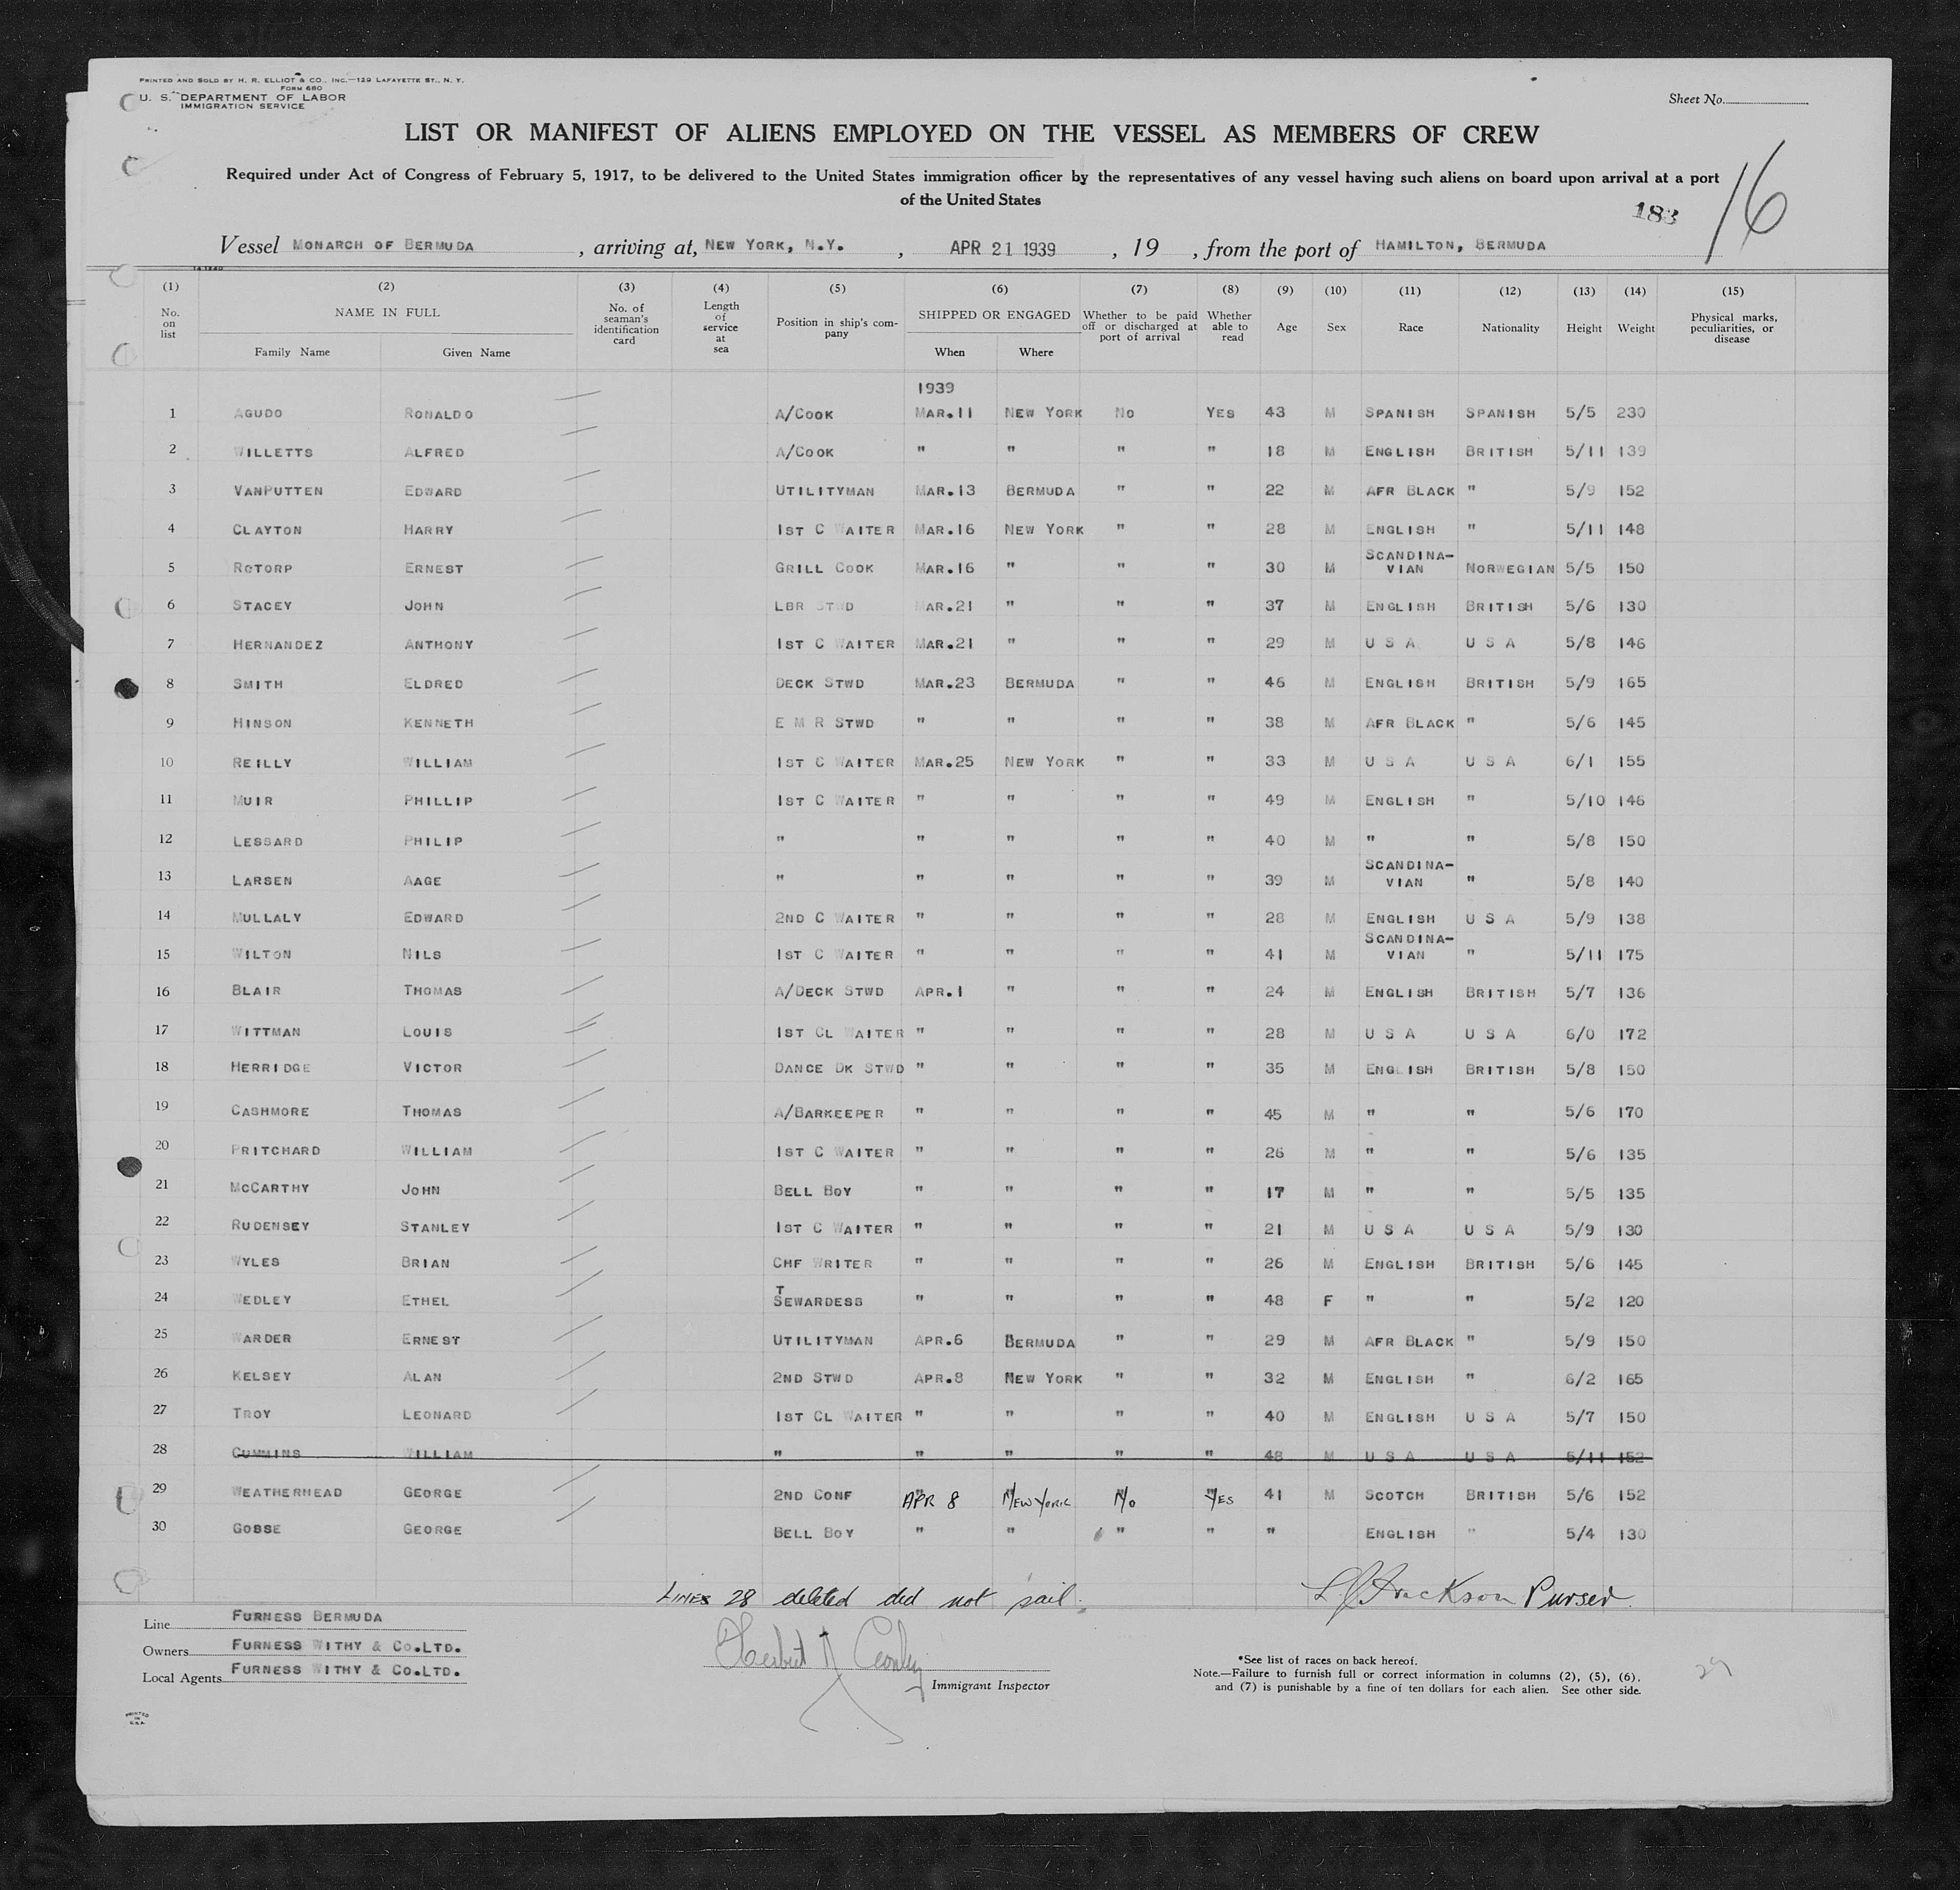 PRINTED AND SOLD BY H. R. ELLIOT & CO., INC.—129 LAFAYETTE ST., N. Y.
FORM 680
U. S. DEPARTMENT OF LABOR
IMMIGRATION SERVICE
Sheet No.
LIST OR MANIFEST OF ALIENS EMPLOYED ON THE VESSEL AS MEMBERS OF CREW
Required under Act of Congress of February 5, 1917, to be delivered to the United States immigration officer by the representatives of any vessel having such aliens on board upon arrival at a port
of the United States
183 16
Vessel MONARCH OF BERMUDA, arriving at, NEW YORK, N.Y., APR 21 1939, 19 , from the port of HAMILTON, BERMUDA
(1) (2) (3) (4) (5) (6) (7) (8) (9) (10) (11) (12) (13) (14) (15)
No. on list NAME IN FULL Family Name Given Name No. of seaman's identification card Length of service at sea Position in ship's company SHIPPED OR ENGAGED When Where Whether to be paid off or discharged at port of arrival Whether able to read Age Sex Race Nationality Height Weight Physical marks, peculiarities, or disease
1939
1 AGUDO RONALDO A/COOK MAR.11 NEW YORK NO YES 43 M SPANISH SPANISH 5/5 230
2 WILLETTS ALFRED A/COOK " " " " 18 M ENGLISH BRITISH 5/11 139
3 VANPUTTEN EDWARD UTILITYMAN MAR.13 BERMUDA " " 22 M AFR BLACK " 5/9 152
4 CLAYTON HARRY 1ST C WAITER MAR.16 NEW YORK " " 28 M ENGLISH " 5/11 148
5 ROTORP ERNEST GRILL COOK MAR.16 " " " 30 M SCANDINA-VIAN NORWEGIAN 5/5 150
6 STACEY JOHN LBR STWD MAR.21 " " " 37 M ENGLISH BRITISH 5/6 130
7 HERNANDEZ ANTHONY 1ST C WAITER MAR.21 " " " 29 M U S A U S A 5/8 146
8 SMITH ELDRED DECK STWD MAR.23 BERMUDA " " 46 M ENGLISH BRITISH 5/9 165
9 HINSON KENNETH E M R STWD " " " " 38 M AFR BLACK " 5/6 145
10 REILLY WILLIAM 1ST C WAITER MAR.25 NEW YORK " " 33 M U S A U S A 6/1 155
11 MUIR PHILLIP 1ST C WAITER " " " " 49 M ENGLISH " 5/10 146
12 LESSARD PHILIP " " " " " 40 M " " 5/8 150
13 LARSEN AAGE " " " " " 39 M SCANDINA-VIAN " 5/8 140
14 MULLALY EDWARD 2ND C WAITER " " " " 28 M ENGLISH U S A 5/9 138
15 WILTON NILS 1ST C WAITER " " " " 41 M SCANDINA-VIAN " 5/11 175
16 BLAIR THOMAS A/DECK STWD APR.1 " " " 24 M ENGLISH BRITISH 5/7 136
17 WITTMAN LOUIS 1ST CL WAITER " " " " 28 M U S A U S A 6/0 172
18 HERRIDGE VICTOR DANCE DK STWD " " " " 35 M ENGLISH BRITISH 5/8 150
19 CASHMORE THOMAS A/BARKEEPER " " " " 45 M " " 5/6 170
20 PRITCHARD WILLIAM 1ST C WAITER " " " " 26 M " " 5/6 135
21 MCCARTHY JOHN BELL BOY " " " " 17 M " " 5/5 135
22 RUDENSEY STANLEY 1ST C WAITER " " " " 21 M U S A U S A 5/9 130
23 WYLES BRIAN CHF WRITER " " " " 26 M ENGLISH BRITISH 5/6 145
24 WEDLEY ETHEL STEWARDESS " " " " 48 F " " 5/2 120
25 WARDER ERNEST UTILITYMAN APR.6 BERMUDA " " 29 M AFR BLACK " 5/9 150
26 KELSEY ALAN 2ND STWD APR.8 NEW YORK " " 32 M ENGLISH " 6/2 165
27 TROY LEONARD 1ST CL WAITER " " " " 40 M ENGLISH U S A 5/7 150
28 CUMMINS WILLIAM " " " " " 48 M U S A U S A 5/11 152
29 WEATHERHEAD GEORGE 2ND CONF APR 8 NEW YORK No YES 41 M SCOTCH BRITISH 5/6 152
30 GOSSE GEORGE BELL BOY " " " " " ENGLISH " 5/4 130
LINES 28 deleted did not sail. Jackson Purser.
Line FURNESS BERMUDA
Owners FURNESS WITHY & CO.LTD.
Local Agents FURNESS WITHY & CO.LTD.
Immigrant Inspector
*See list of races on back hereof.
Note.—Failure to furnish full or correct information in columns (2), (5), (6), and (7) is punishable by a fine of ten dollars for each alien. See other side.
29
PRINTED IN U.S.A.